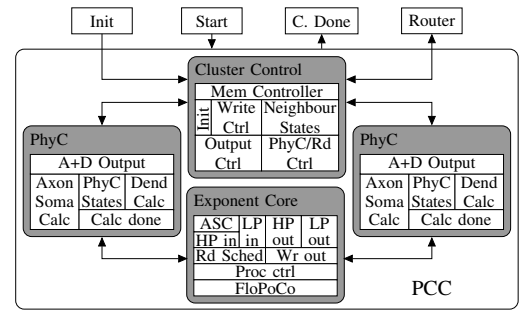 Init Start C. Done Router
Cluster Control
Mem Controller
Init Write Ctrl Neighbour States
Output Ctrl PhyC/Rd Ctrl
PhyC
A+D Output
Axon Soma Calc PhyC States Dend Calc
Calc done
PhyC
A+D Output
Axon Soma Calc PhyC States Dend Calc
Calc done
Exponent Core
ASC LP in HP out LP out
HP in
Rd Sched Wr out
Proc ctrl
FloPoCo
PCC